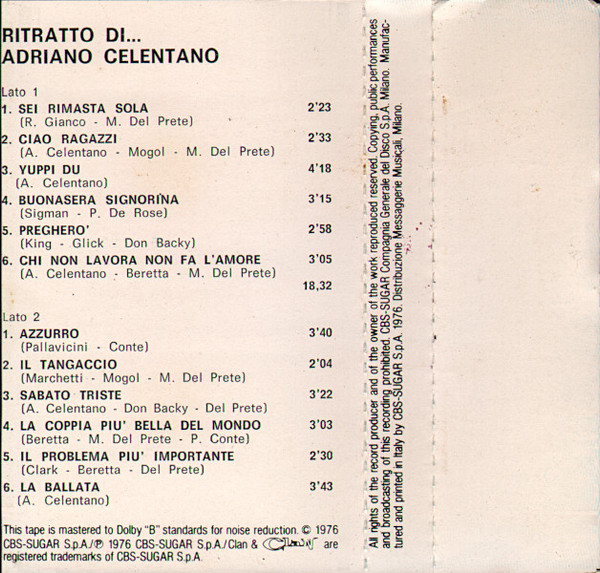 RITRATTO DI...
ADRIANO CELENTANO
Lato 1
1. SEI RIMASTA SOLA 2'23
(R. Gianco - M. Del Prete)
2. CIAO RAGAZZI 2'33
(A. Celentano - Mogol - M. Del Prete)
3. YUPPI DU 4'18
(A. Celentano)
4. BUONASERA SIGNORINA 3'15
(Sigman - P. De Rose)
5. PREGHERO' 2'58
(King - Glick - Don Backy)
6. CHI NON LAVORA NON FA L'AMORE 3'05
(A. Celentano - Beretta - M. Del Prete)
18,32
Lato 2
1. AZZURRO 3'40
(Pallavicini - Conte)
2. IL TANGACCIO 2'04
(Marchetti - Mogol - M. Del Prete)
3. SABATO TRISTE 3'22
(A. Celentano - Don Backy - Del Prete)
4. LA COPPIA PIU' BELLA DEL MONDO 3'03
(Beretta - M. Del Prete - P. Conte)
5. IL PROBLEMA PIU' IMPORTANTE 2'30
(Clark - Beretta - Del Prete)
6. LA BALLATA 3'43
(A. Celentano)
This tape is mastered to Dolby "B" standards for noise reduction. © 1976
CBS-SUGAR S.p.A./℗ 1976 CBS-SUGAR S.p.A./Clan & Clan are
registered trademarks of CBS-SUGAR S.p.A.
All rights of the record producer and of the owner of the work reproduced reserved. Copying, public performances
and broadcasting of this recording prohibited. CBS-SUGAR Compagnia Generale del Disco S.p.A. Milano. Manufac-
tured and printed in Italy by CBS-SUGAR S.p.A. 1976. Distribuzione Messaggerie Musicali, Milano.